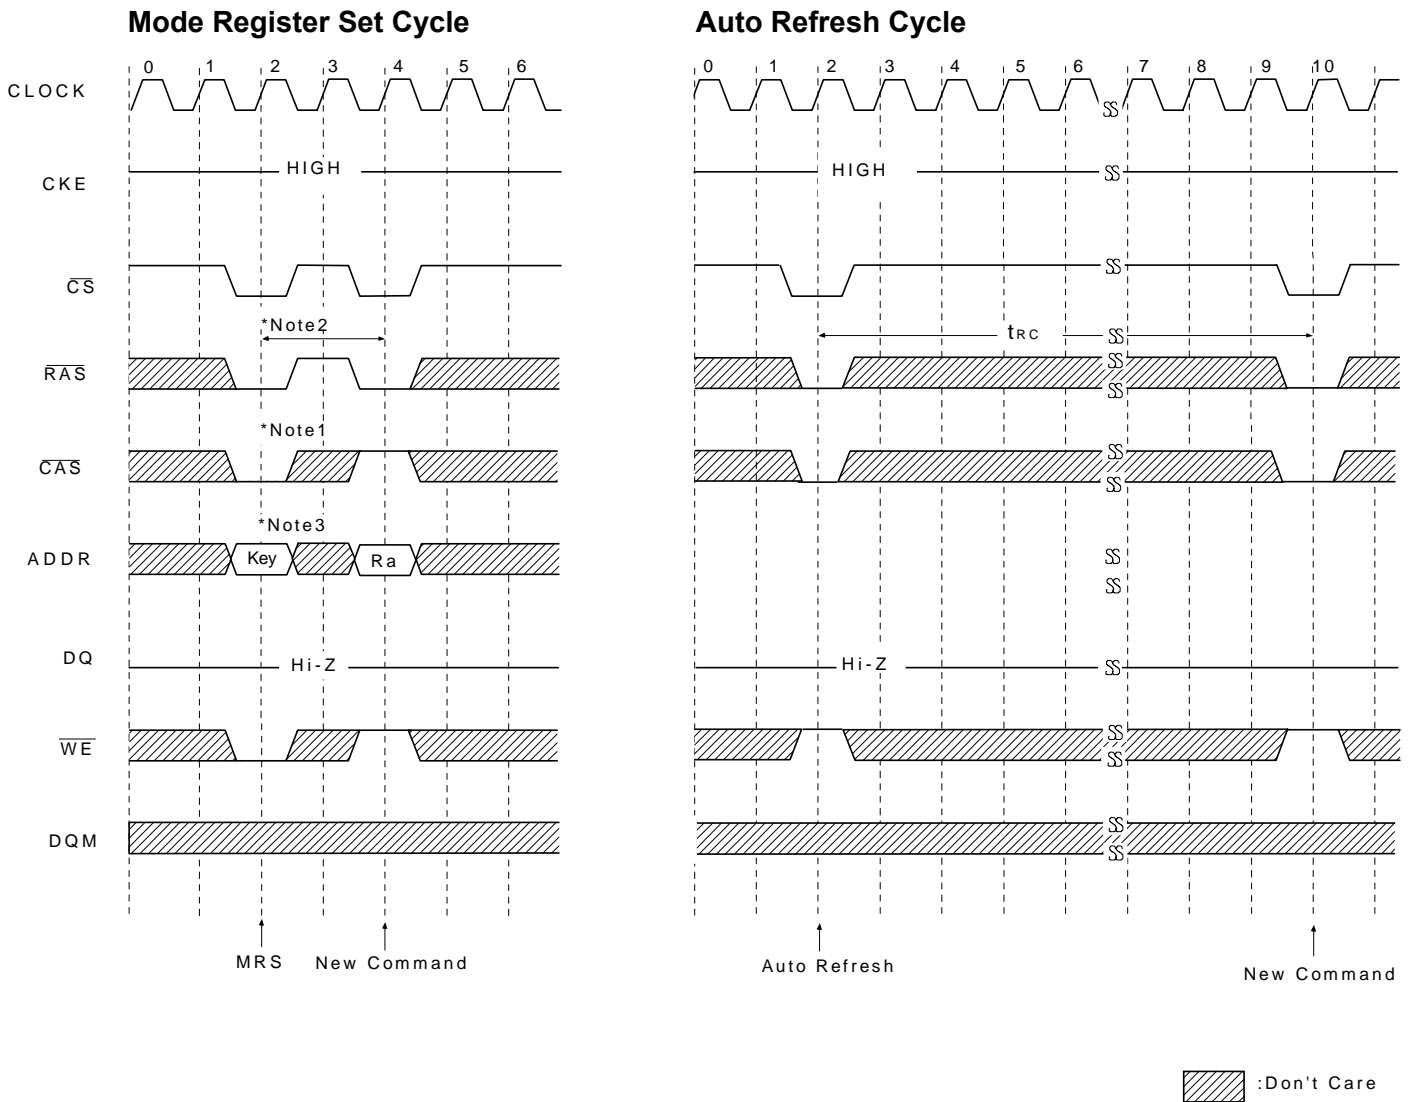 Mode Register Set Cycle
Auto Refresh Cycle
0 1 2 3 4 5 6
0 1 2 3 4 5 6 7 8 9 10
CLOCK
CKE
HIGH
HIGH
CS
*Note2
tRC
RAS
*Note1
CAS
*Note3
ADDR
Key
Ra
DQ
Hi-Z
Hi-Z
WE
DQM
MRS
New Command
Auto Refresh
New Command
:Don't Care